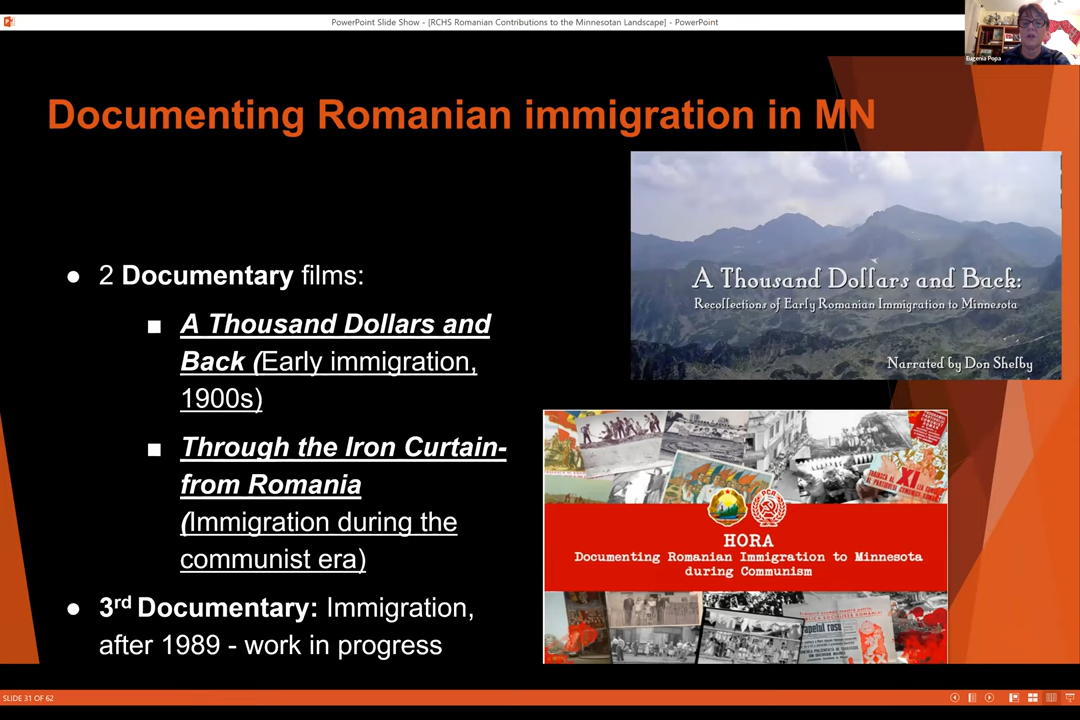 PowerPoint Slide Show - [RCHS Romanian Contributions to the Minnesotan Landscape] - PowerPoint
Eugenia Popa
Documenting Romanian immigration in MN
● 2 Documentary films:
■ A Thousand Dollars and
Back (Early immigration,
1900s)
■ Through the Iron Curtain-
from Romania
(Immigration during the
communist era)
● 3rd Documentary: Immigration,
after 1989 - work in progress
A Thousand Dollars and Back:
Recollections of Early Romanian Immigration to Minnesota
Narrated by Don Shelby
XI
PCR
HORA
Documenting Romanian Immigration to Minnesota
during Communism
SLIDE 31 OF 62